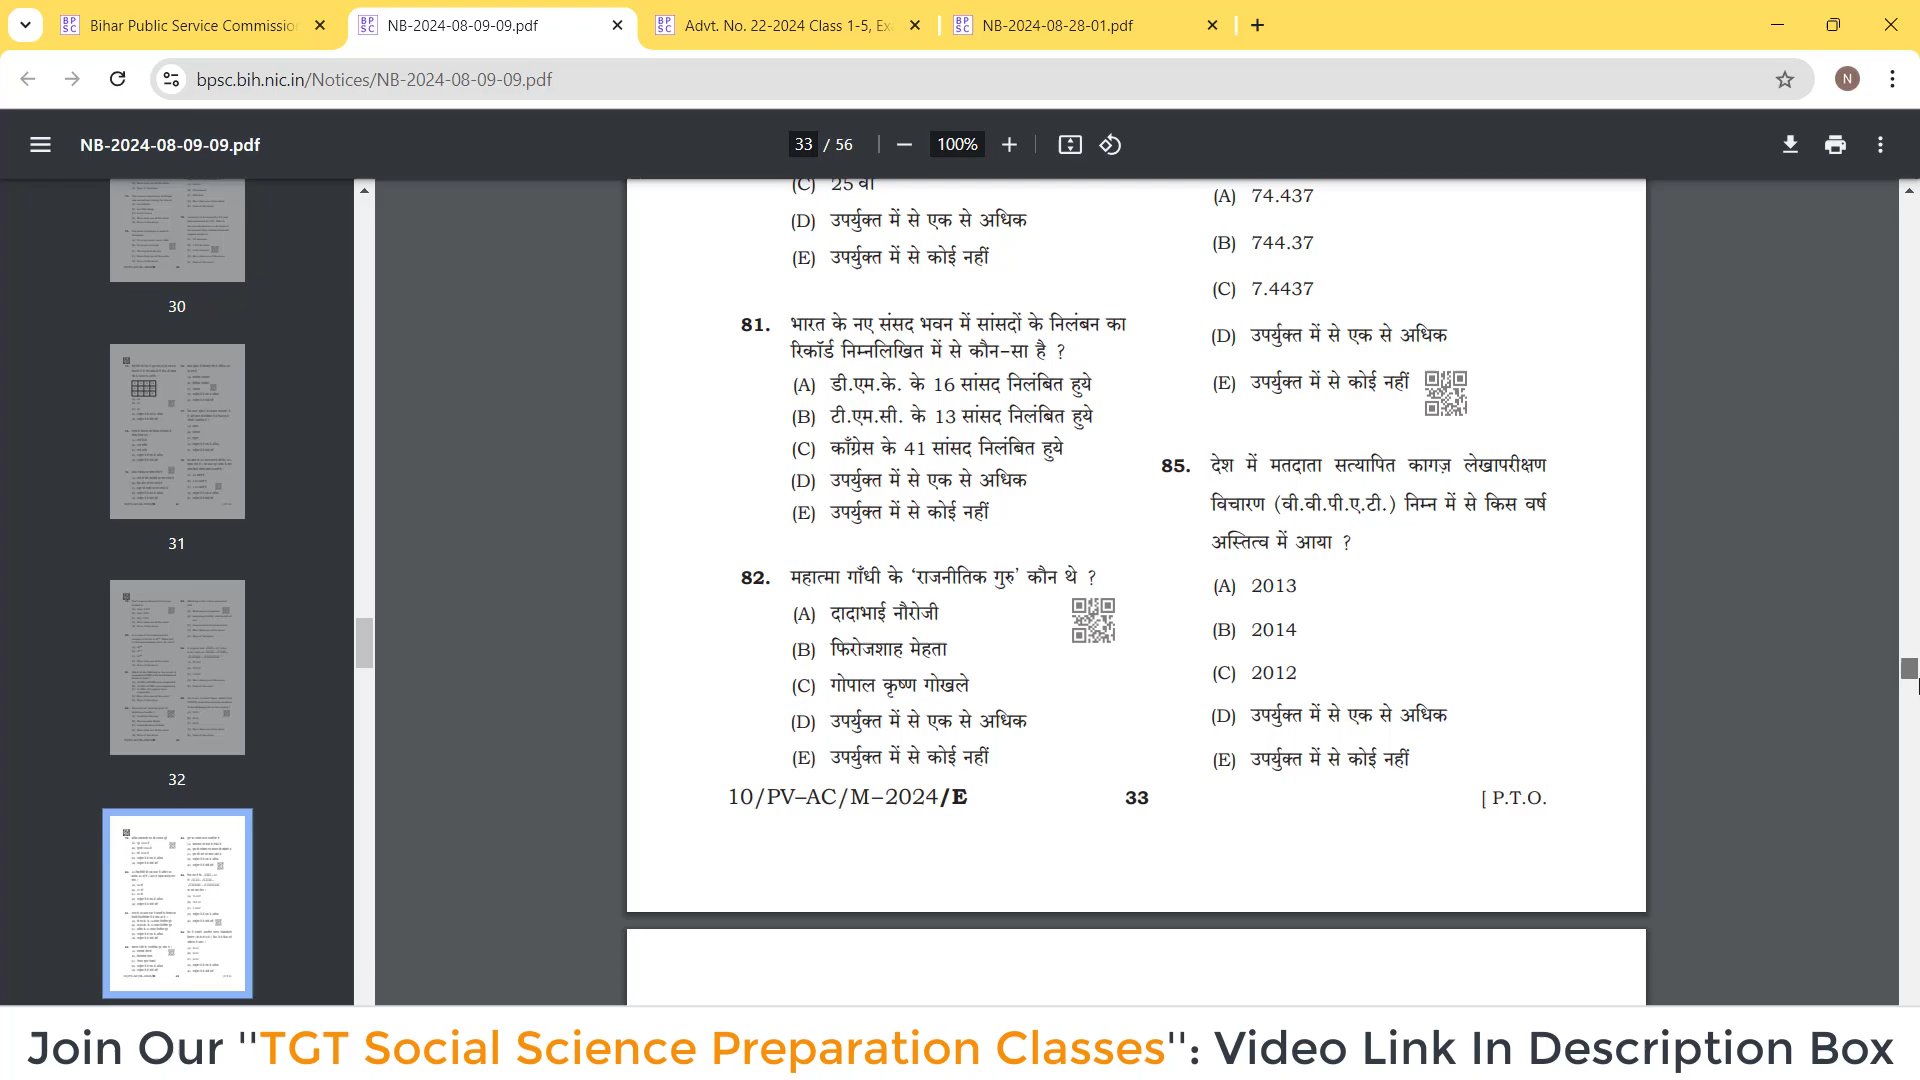 Bihar Public Service Commissio
NB-2024-08-09-09.pdf
Advt. No. 22-2024 Class 1-5, Ex
NB-2024-08-28-01.pdf
bpsc.bih.nic.in/Notices/NB-2024-08-09-09.pdf
N
NB-2024-08-09-09.pdf
33 / 56
100%
30
31
32
(C) 25 वाँ
(D) उपर्युक्त में से एक से अधिक
(E) उपर्युक्त में से कोई नहीं
81. भारत के नए संसद भवन में सांसदों के निलंबन का
रिकॉर्ड निम्नलिखित में से कौन-सा है ?
(A) डी.एम.के. के 16 सांसद निलंबित हुये
(B) टी.एम.सी. के 13 सांसद निलंबित हुये
(C) काँग्रेस के 41 सांसद निलंबित हुये
(D) उपर्युक्त में से एक से अधिक
(E) उपर्युक्त में से कोई नहीं
82. महात्मा गाँधी के ‘राजनीतिक गुरु’ कौन थे ?
(A) दादाभाई नौरोजी
(B) फिरोजशाह मेहता
(C) गोपाल कृष्ण गोखले
(D) उपर्युक्त में से एक से अधिक
(E) उपर्युक्त में से कोई नहीं
(A) 74.437
(B) 744.37
(C) 7.4437
(D) उपर्युक्त में से एक से अधिक
(E) उपर्युक्त में से कोई नहीं
85. देश में मतदाता सत्यापित कागज़ लेखापरीक्षण
विचारण (वी.वी.पी.ए.टी.) निम्न में से किस वर्ष
अस्तित्व में आया ?
(A) 2013
(B) 2014
(C) 2012
(D) उपर्युक्त में से एक से अधिक
(E) उपर्युक्त में से कोई नहीं
10/PV–AC/M–2024/E 33 [ P.T.O.
Join Our "TGT Social Science Preparation Classes": Video Link In Description Box